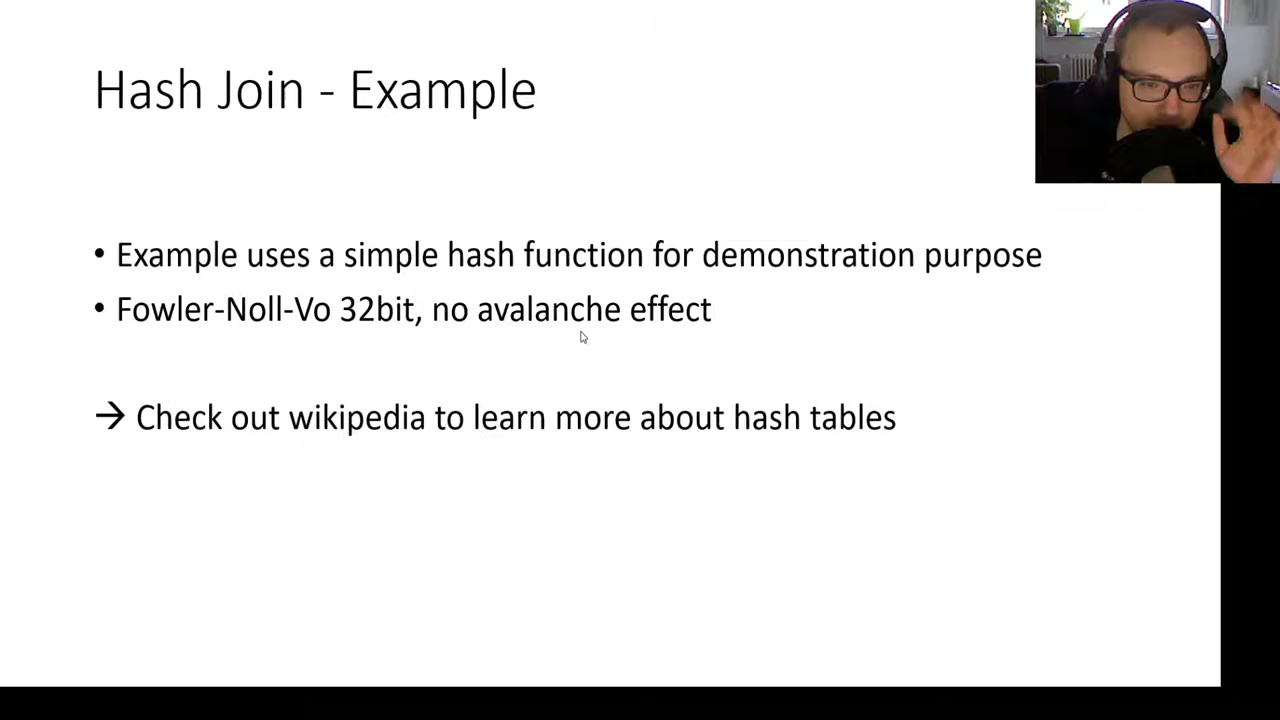 Hash Join - Example
• Example uses a simple hash function for demonstration purpose
• Fowler-Noll-Vo 32bit, no avalanche effect
→ Check out wikipedia to learn more about hash tables